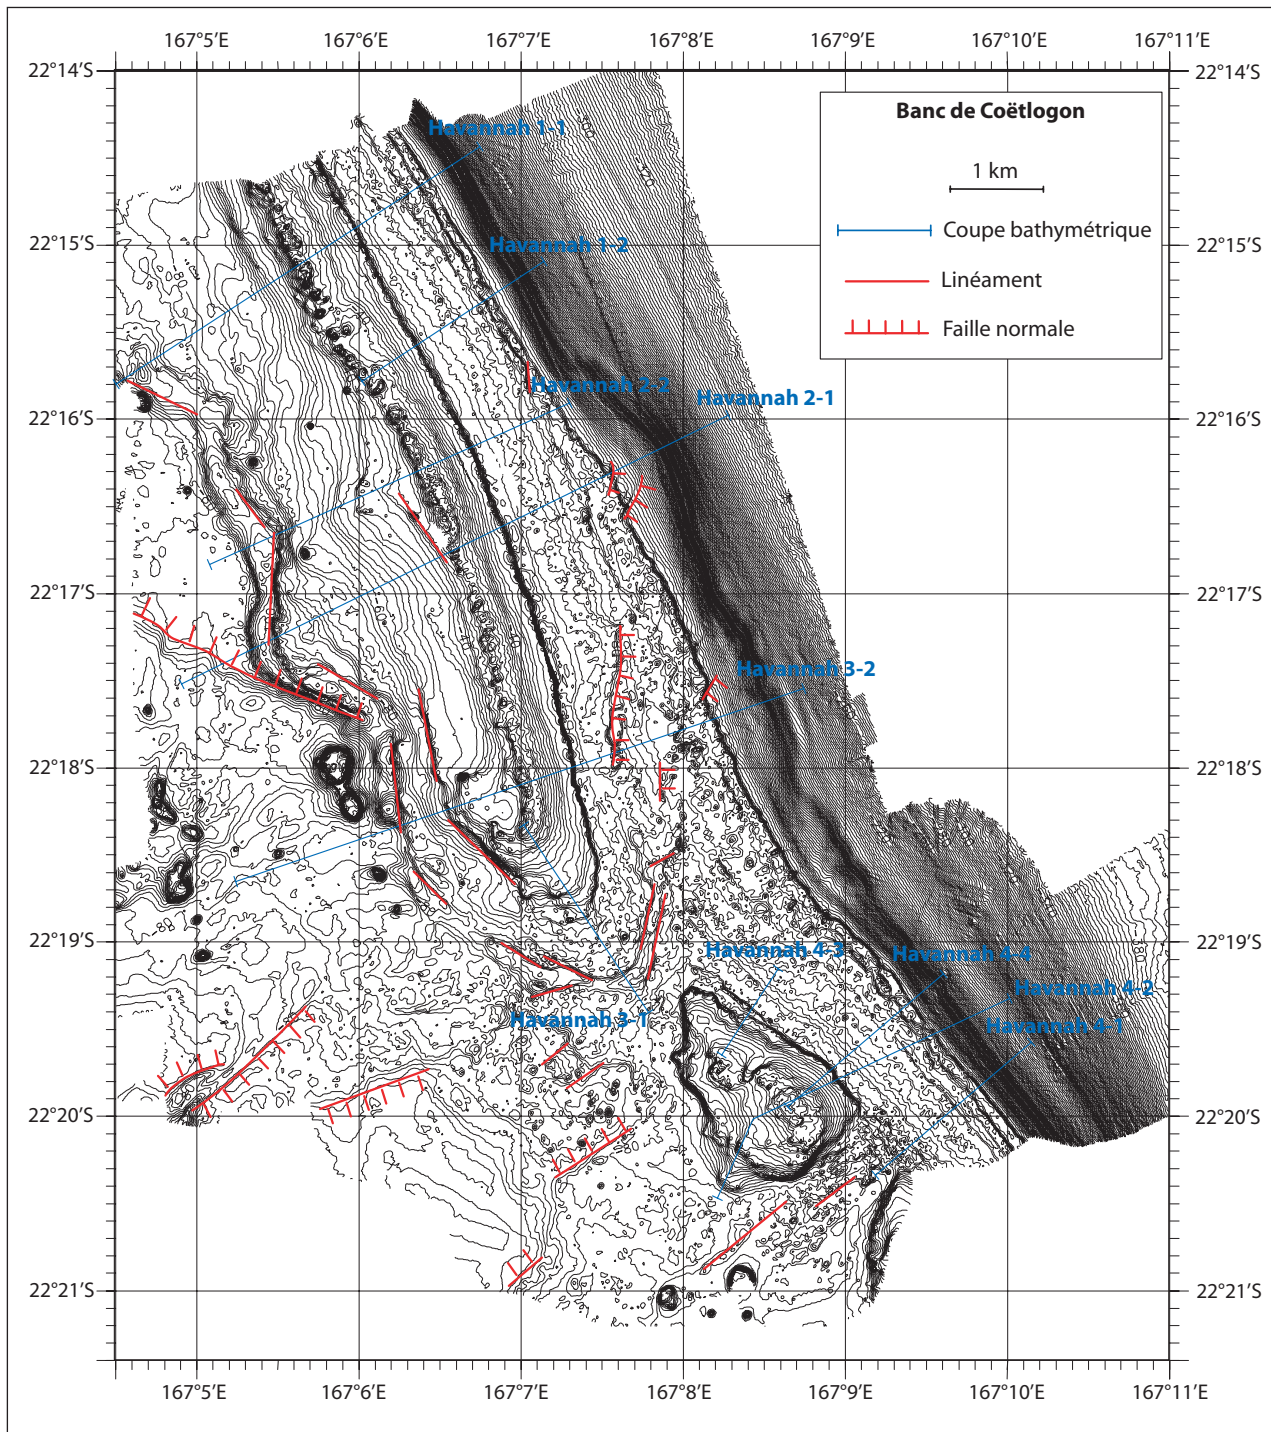 167°5′E 167°6′E 167°7′E 167°8′E 167°9′E 167°10′E 167°11′E
22°14′S 22°14′S
Banc de Coëtlogon
1 km
Coupe bathymétrique
Linéament
Faille normale
Havannah 1-1
22°15′S 22°15′S
Havannah 1-2
Havannah 2-2
Havannah 2-1
22°16′S 22°16′S
22°17′S 22°17′S
Havannah 3-2
22°18′S 22°18′S
22°19′S 22°19′S
Havannah 4-3
Havannah 4-4
Havannah 4-2
Havannah 3-1
Havannah 4-1
22°20′S 22°20′S
22°21′S 22°21′S
167°5′E 167°6′E 167°7′E 167°8′E 167°9′E 167°10′E 167°11′E